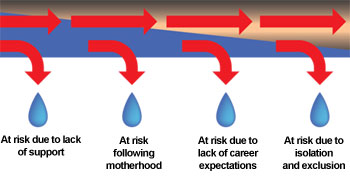 At risk due to lack
of support
At risk
following
motherhood
At risk due to
lack of career
expectations
At risk due to
isolation
and exclusion